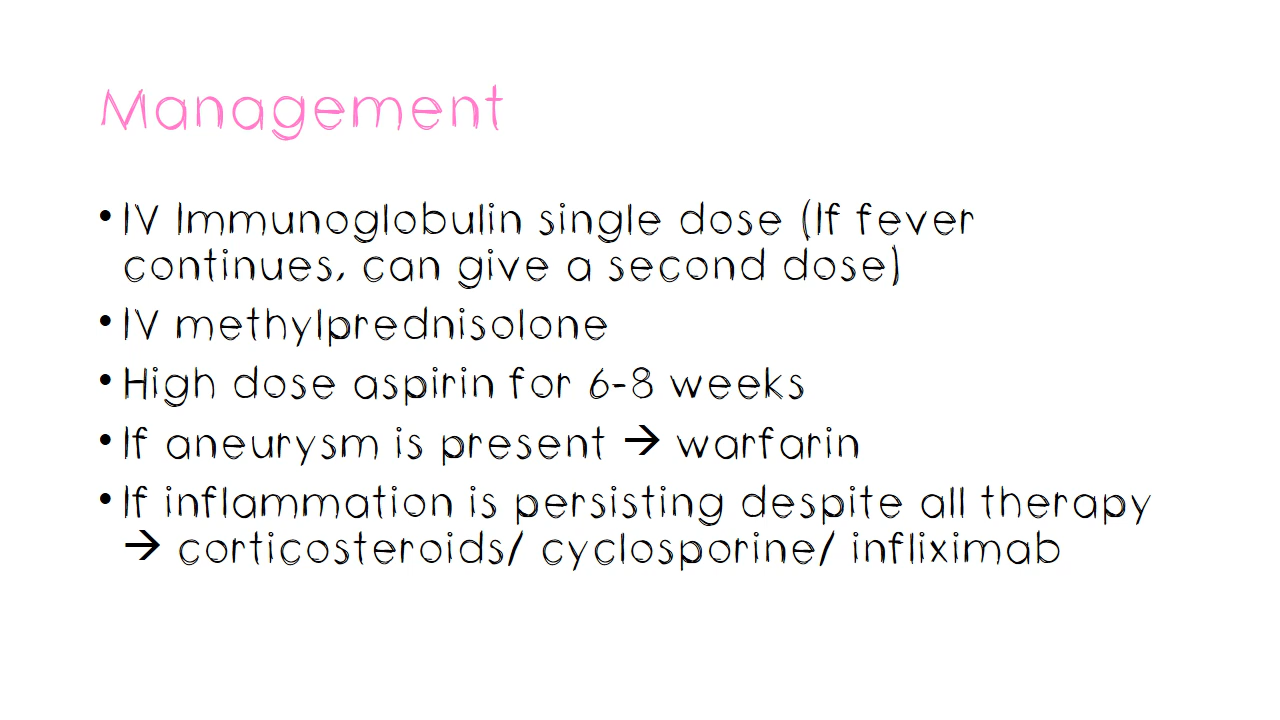 Management
• IV Immunoglobulin single dose (If fever
continues, can give a second dose)
• IV methylprednisolone
• High dose aspirin for 6-8 weeks
• If aneurysm is present → warfarin
• If inflammation is persisting despite all therapy
→ corticosteroids/ cyclosporine/ infliximab